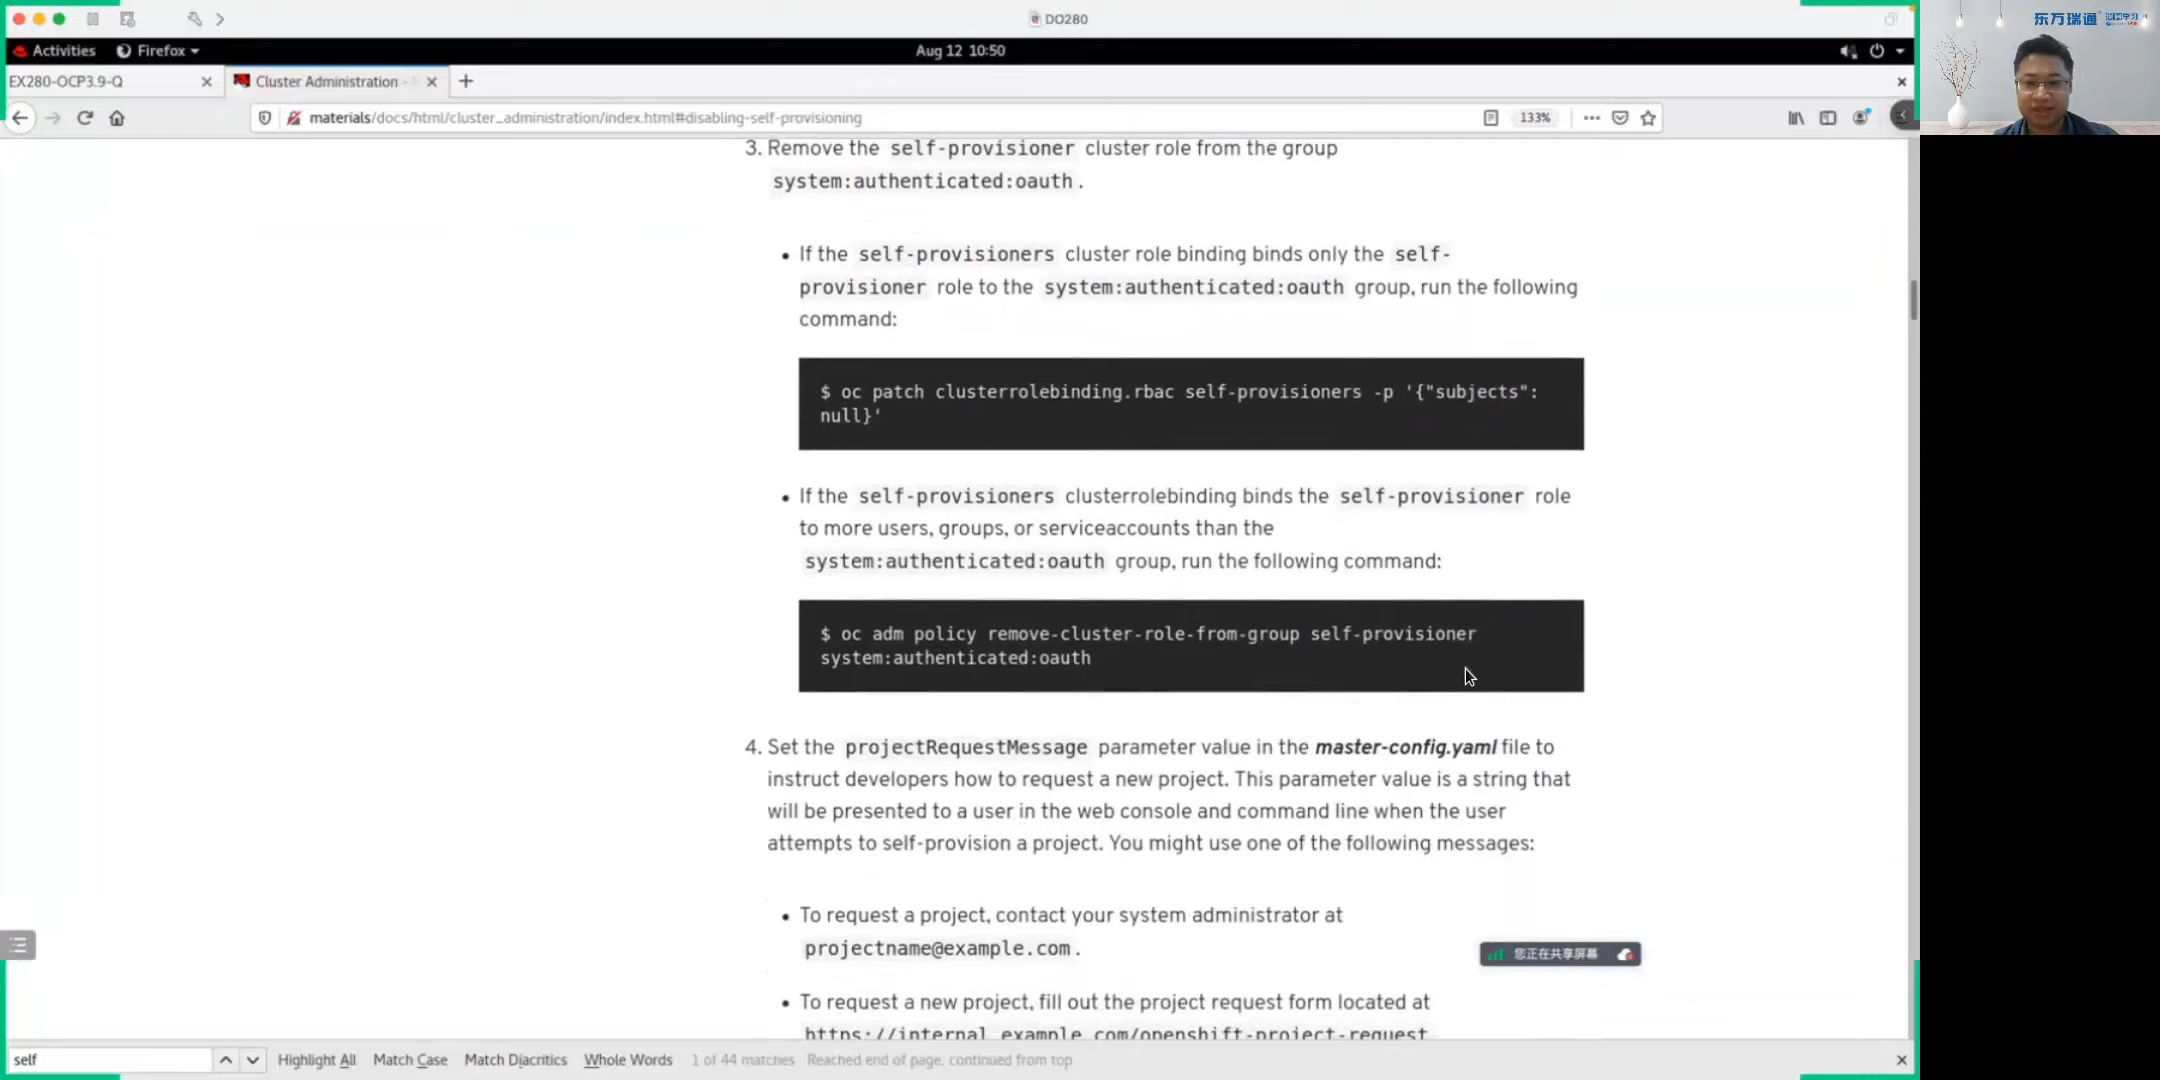 DO280
Activities
Firefox
Aug 12 10:50
东方瑞通
EX280-OCP3.9-Q
Cluster Administration -
materials/docs/html/cluster_administration/index.html#disabling-self-provisioning
133%
3. Remove the self-provisioner cluster role from the group
system:authenticated:oauth.
• If the self-provisioners cluster role binding binds only the self-
provisioner role to the system:authenticated:oauth group, run the following
command:
$ oc patch clusterrolebinding.rbac self-provisioners -p '{"subjects":
null}'
• If the self-provisioners clusterrolebinding binds the self-provisioner role
to more users, groups, or serviceaccounts than the
system:authenticated:oauth group, run the following command:
$ oc adm policy remove-cluster-role-from-group self-provisioner
system:authenticated:oauth
4. Set the projectRequestMessage parameter value in the master-config.yaml file to
instruct developers how to request a new project. This parameter value is a string that
will be presented to a user in the web console and command line when the user
attempts to self-provision a project. You might use one of the following messages:
• To request a project, contact your system administrator at
projectname@example.com.
您正在共享屏幕
• To request a new project, fill out the project request form located at
https://internal.example.com/openshift-project-request
self
Highlight All
Match Case
Match Diacritics
Whole Words
1 of 44 matches
Reached end of page, continued from top